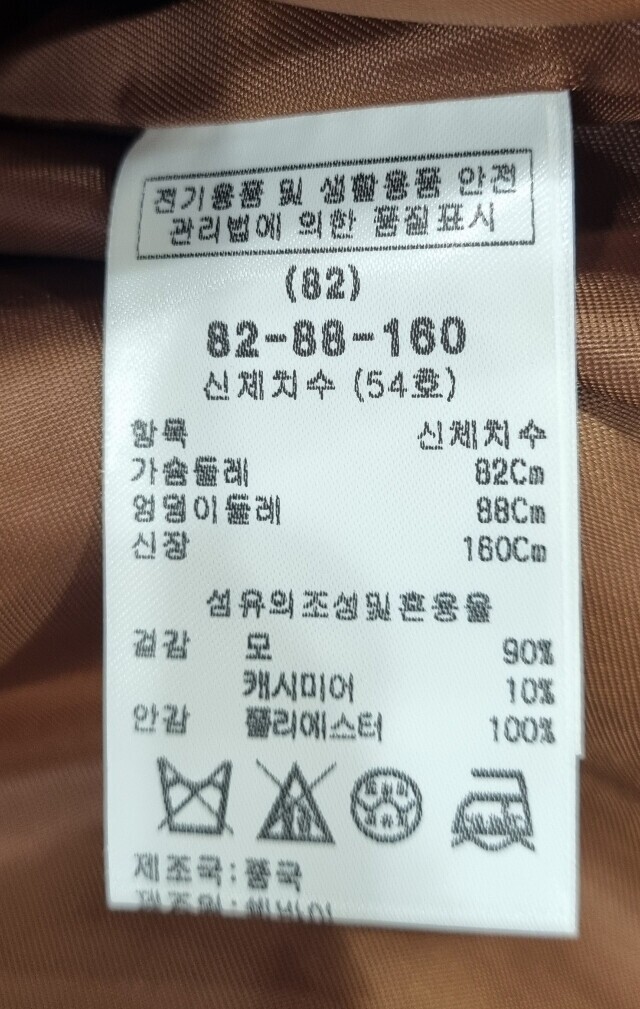 전기용품 및 생활용품 안전
관리법에 의한 품질표시
(82)
82-88-160
신체치수 (54호)
항목 신체치수
가슴둘레 82Cm
엉덩이둘레 88Cm
신장 160Cm
섬유의조성및혼용율
겉감 모 90%
캐시미어 10%
안감 폴리에스터 100%
제조국:중국